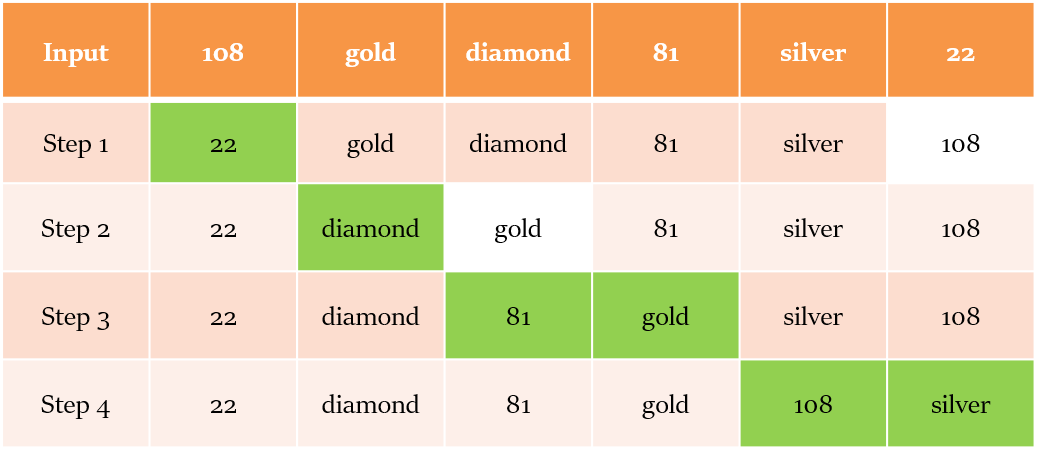 Input 108 gold diamond 81 silver 22
Step 1 22 gold diamond 81 silver 108
Step 2 22 diamond gold 81 silver 108
Step 3 22 diamond 81 gold silver 108
Step 4 22 diamond 81 gold 108 silver